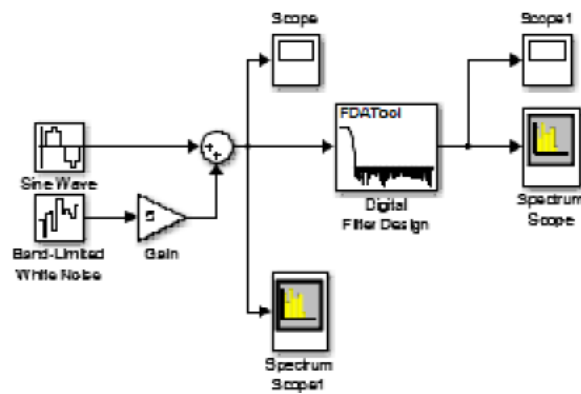 Scope
Scope1
FDATool
Sine Wave
Digital
Filter Design
Spectrum
Scope
Band-Limited
White Noise
Gain
Spectrum
Scope1